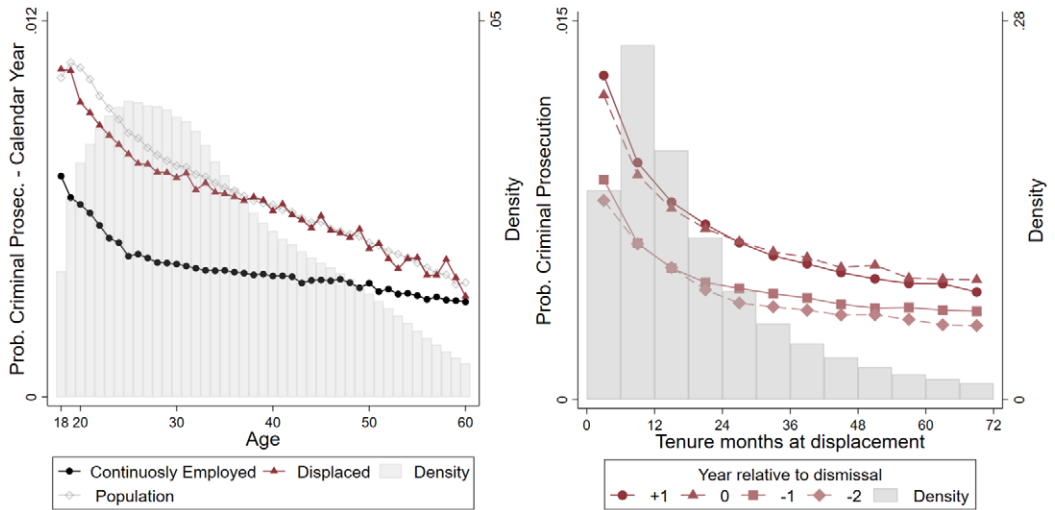 .012
.05
Prob. Criminal Prosec. - Calendar Year
Density
0
0
18 20 30 40 50 60
Age
Continuosly Employed Displaced Density
Population
.015
.28
Prob. Criminal Prosecution
Density
0
0
0 12 24 36 48 60 72
Tenure months at displacement
Year relative to dismissal
+1 0 -1 -2 Density